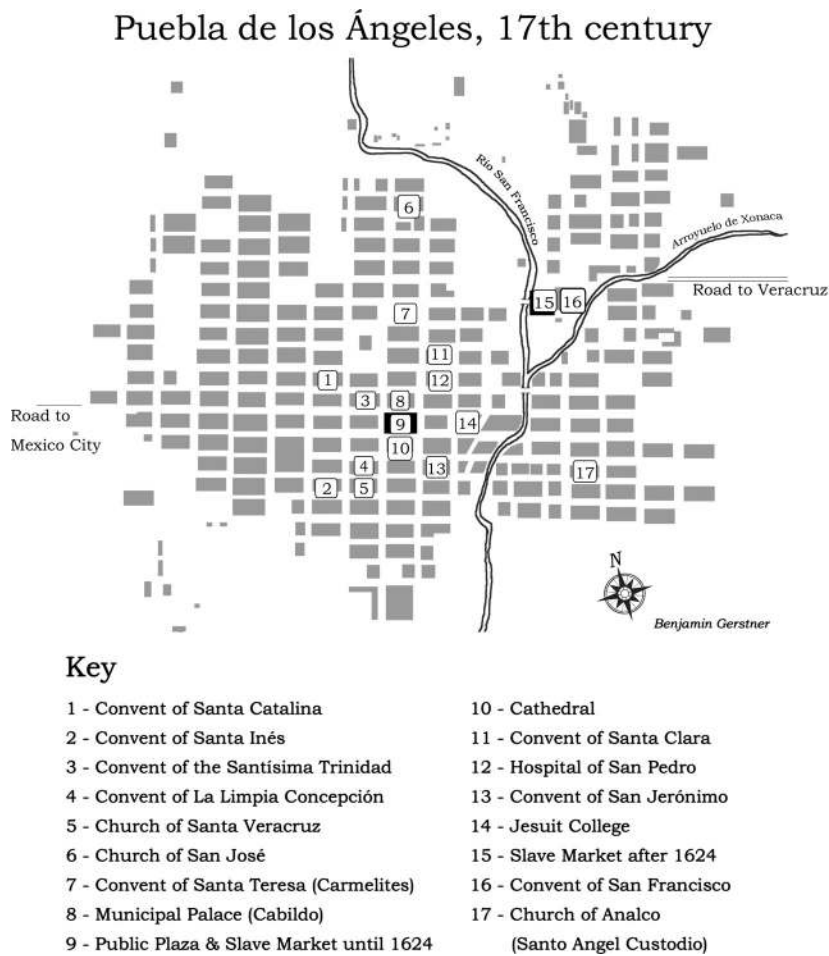 Puebla de los Ángeles, 17th century
Río San Francisco
Arroyuelo de Xonaca
Road to Veracruz
6
15
16
7
11
1
12
3
8
Road to
Mexico City
9
14
10
4
13
17
2
5
N
Benjamin Gerstner
Key
1 - Convent of Santa Catalina
2 - Convent of Santa Inés
3 - Convent of the Santísima Trinidad
4 - Convent of La Limpia Concepción
5 - Church of Santa Veracruz
6 - Church of San José
7 - Convent of Santa Teresa (Carmelites)
8 - Municipal Palace (Cabildo)
9 - Public Plaza & Slave Market until 1624
10 - Cathedral
11 - Convent of Santa Clara
12 - Hospital of San Pedro
13 - Convent of San Jerónimo
14 - Jesuit College
15 - Slave Market after 1624
16 - Convent of San Francisco
17 - Church of Analco
(Santo Angel Custodio)